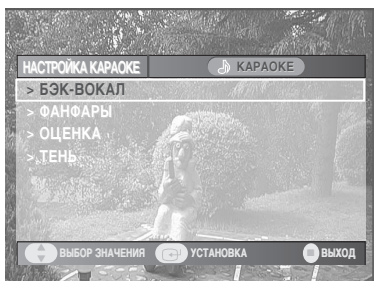 НАСТРОЙКА КАРАОКЕ КАРАОКЕ
> БЭК-ВОКАЛ
> ФАНФАРЫ
> ОЦЕНКА
> ТЕНЬ
ВЫБОР ЗНАЧЕНИЯ УСТАНОВКА ВЫХОД